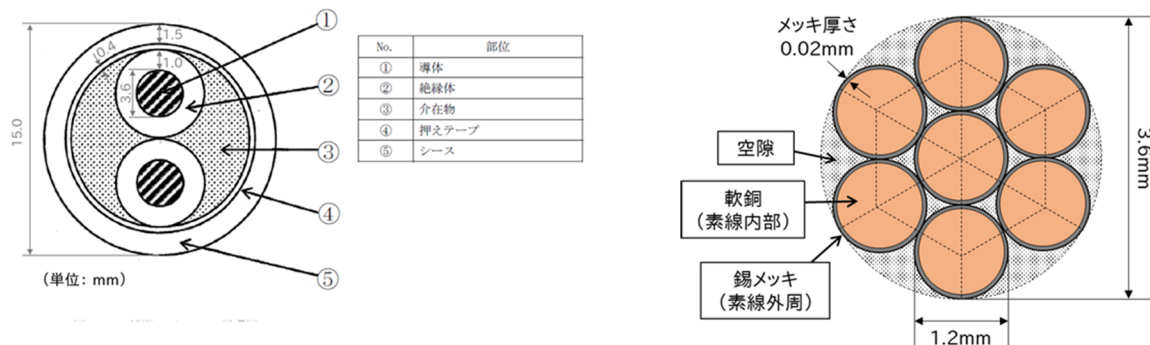 15.0
1.5
0.4
1.0
3.6
①
②
③
④
⑤
(単位: mm)
No. 部位
① 導体
② 絶縁体
③ 介在物
④ 押えテープ
⑤ シース
メッキ厚さ
0.02mm
空隙
軟銅
(素線内部)
錫メッキ
(素線外周)
1.2mm
3.6mm